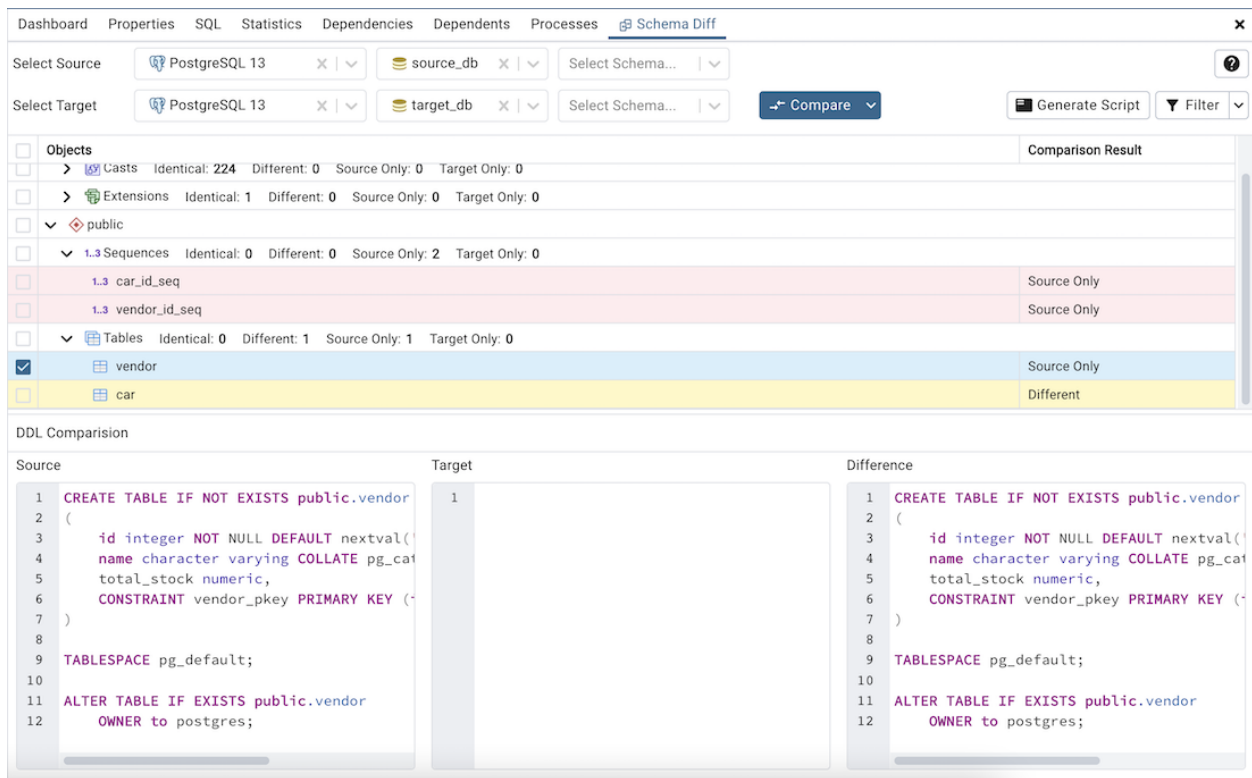 Dashboard Properties SQL Statistics Dependencies Dependents Processes Schema Diff
Select Source PostgreSQL 13 source_db Select Schema...
Select Target PostgreSQL 13 target_db Select Schema... Compare Generate Script Filter
Objects Comparison Result
Casts Identical: 224 Different: 0 Source Only: 0 Target Only: 0
Extensions Identical: 1 Different: 0 Source Only: 0 Target Only: 0
public
1..3 Sequences Identical: 0 Different: 0 Source Only: 2 Target Only: 0
1..3 car_id_seq Source Only
1..3 vendor_id_seq Source Only
Tables Identical: 0 Different: 1 Source Only: 1 Target Only: 0
vendor Source Only
car Different
DDL Comparision
Source Target Difference
1 CREATE TABLE IF NOT EXISTS public.vendor 1 1 CREATE TABLE IF NOT EXISTS public.vendor
2 ( 2 (
3 id integer NOT NULL DEFAULT nextval(' 3 id integer NOT NULL DEFAULT nextval('
4 name character varying COLLATE pg_cat 4 name character varying COLLATE pg_cat
5 total_stock numeric, 5 total_stock numeric,
6 CONSTRAINT vendor_pkey PRIMARY KEY ( 6 CONSTRAINT vendor_pkey PRIMARY KEY (
7 ) 7 )
8 8
9 TABLESPACE pg_default; 9 TABLESPACE pg_default;
10 10
11 ALTER TABLE IF EXISTS public.vendor 11 ALTER TABLE IF EXISTS public.vendor
12 OWNER to postgres; 12 OWNER to postgres;